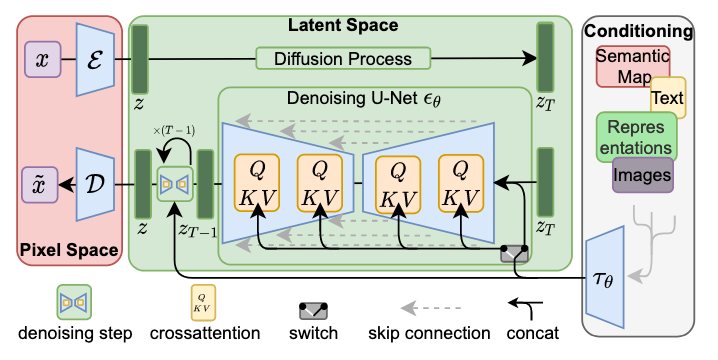 Latent Space
Conditioning
x
ℰ
Diffusion Process
z
z_T
Semantic
Map
Text
Repres
entations
Images
Denoising U-Net ϵ_θ
×(T−1)
x̃
𝒟
Q
KV
Q
KV
Q
KV
Q
KV
z
z_{T−1}
z_T
Pixel Space
τ_θ
Q
KV
denoising step
crossattention
switch
skip connection
concat